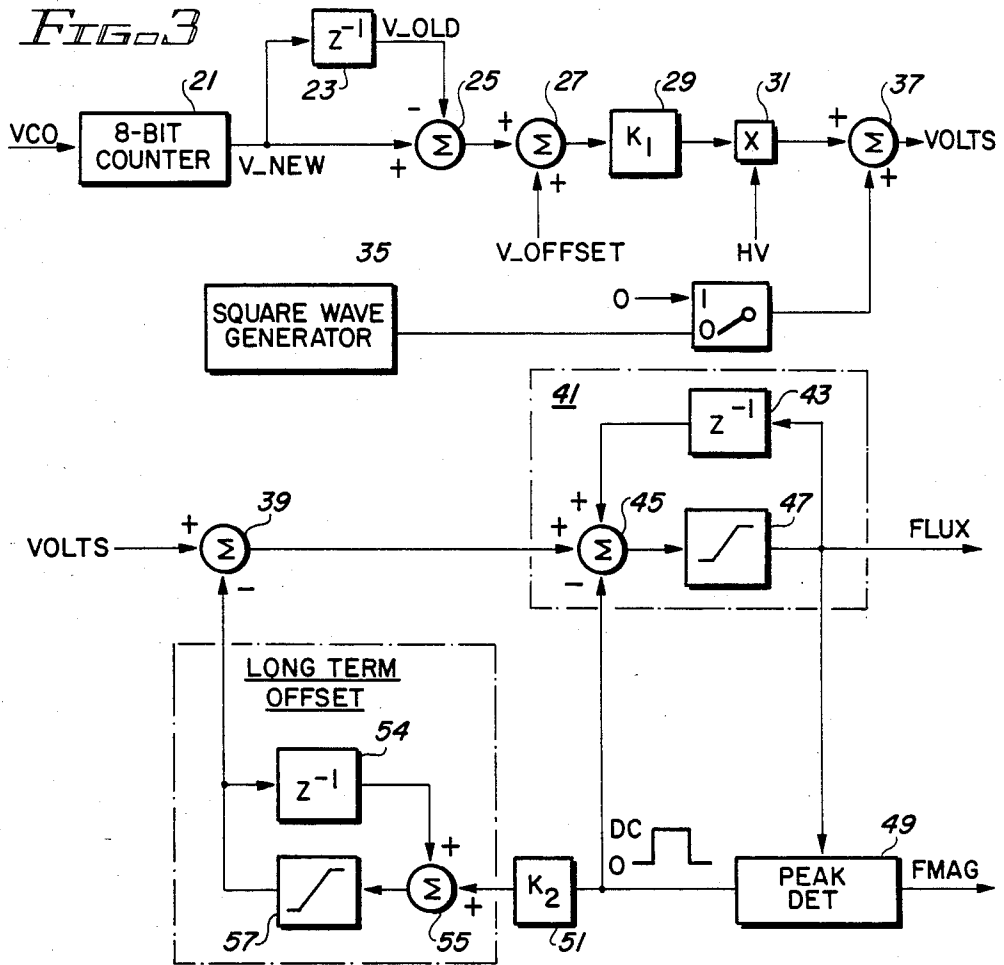 FIG. 3
Z⁻¹
V_OLD
23
21
VCO
8-BIT
COUNTER
V_NEW
-
+
Σ
25
+
Σ
27
+
V_OFFSET
29
K₁
31
X
HV
+
Σ
37
+
VOLTS
35
SQUARE WAVE
GENERATOR
0
1
0
41
Z⁻¹
43
VOLTS
+
Σ
39
-
+
+
Σ
45
-
47
FLUX
LONG TERM
OFFSET
54
Z⁻¹
57
+
Σ
+
55
K₂
51
DC
0
PEAK
DET
49
FMAG